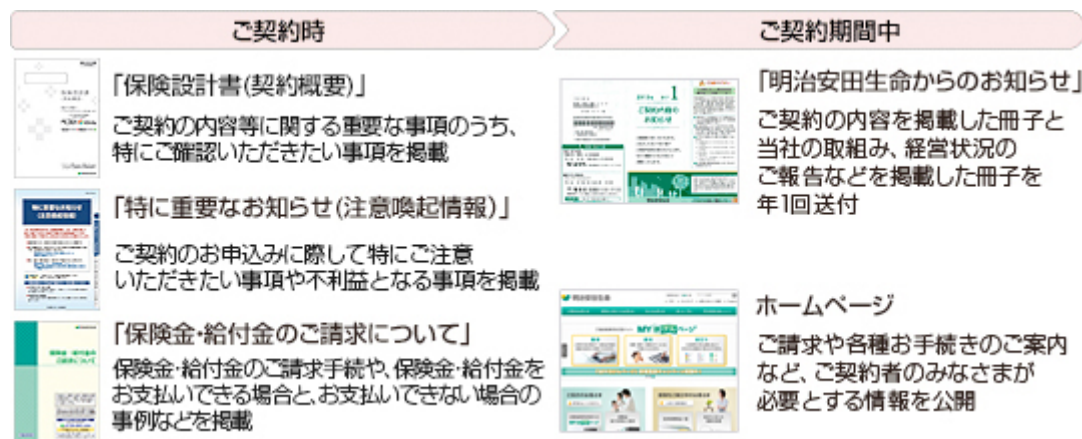 ご契約時
「保険設計書(契約概要)」
ご契約の内容等に関する重要な事項のうち、
特にご確認いただきたい事項を掲載
「特に重要なお知らせ(注意喚起情報)」
ご契約のお申込みに際して特にご注意
いただきたい事項や不利益となる事項を掲載
「保険金・給付金のご請求について」
保険金・給付金のご請求手続や、保険金・給付金を
お支払いできる場合と、お支払いできない場合の
事例などを掲載
ご契約期間中
「明治安田生命からのお知らせ」
ご契約の内容を掲載した冊子と
当社の取組み、経営状況の
ご報告などを掲載した冊子を
年1回送付
ホームページ
ご請求や各種お手続きのご案内
など、ご契約者のみなさまが
必要とする情報を公開